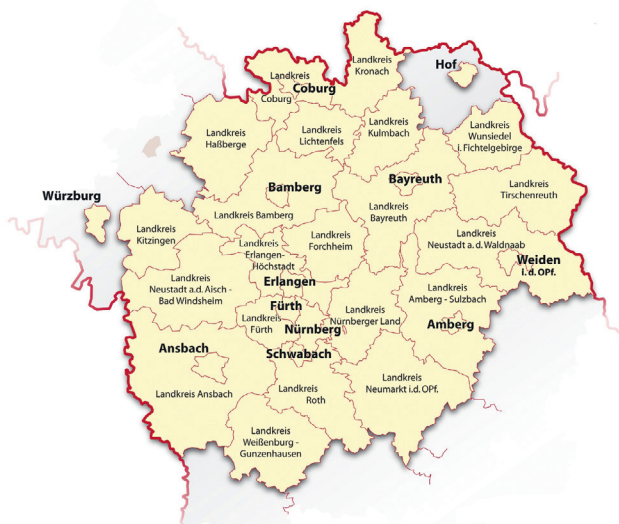 Landkreis
Kronach
Hof
Landkreis
Coburg
Coburg
Landkreis
Haßberge
Landkreis
Lichtenfels
Landkreis
Kulmbach
Landkreis
Wunsiedel
i. Fichtelgebirge
Würzburg
Bamberg
Bayreuth
Landkreis
Tirschenreuth
Landkreis Bamberg
Landkreis
Bayreuth
Landkreis
Kitzingen
Landkreis
Erlangen-
Höchstadt
Landkreis
Forchheim
Landkreis
Neustadt a. d. Waldnaab
Weiden
i. d. OPf.
Landkreis
Neustadt a.d. Aisch -
Bad Windsheim
Erlangen
Landkreis
Amberg - Sulzbach
Fürth
Landkreis
Fürth
Landkreis
Nürnberger Land
Nürnberg
Amberg
Ansbach
Schwabach
Landkreis Ansbach
Landkreis
Roth
Landkreis
Neumarkt i.d. OPf.
Landkreis
Weißenburg -
Gunzenhausen